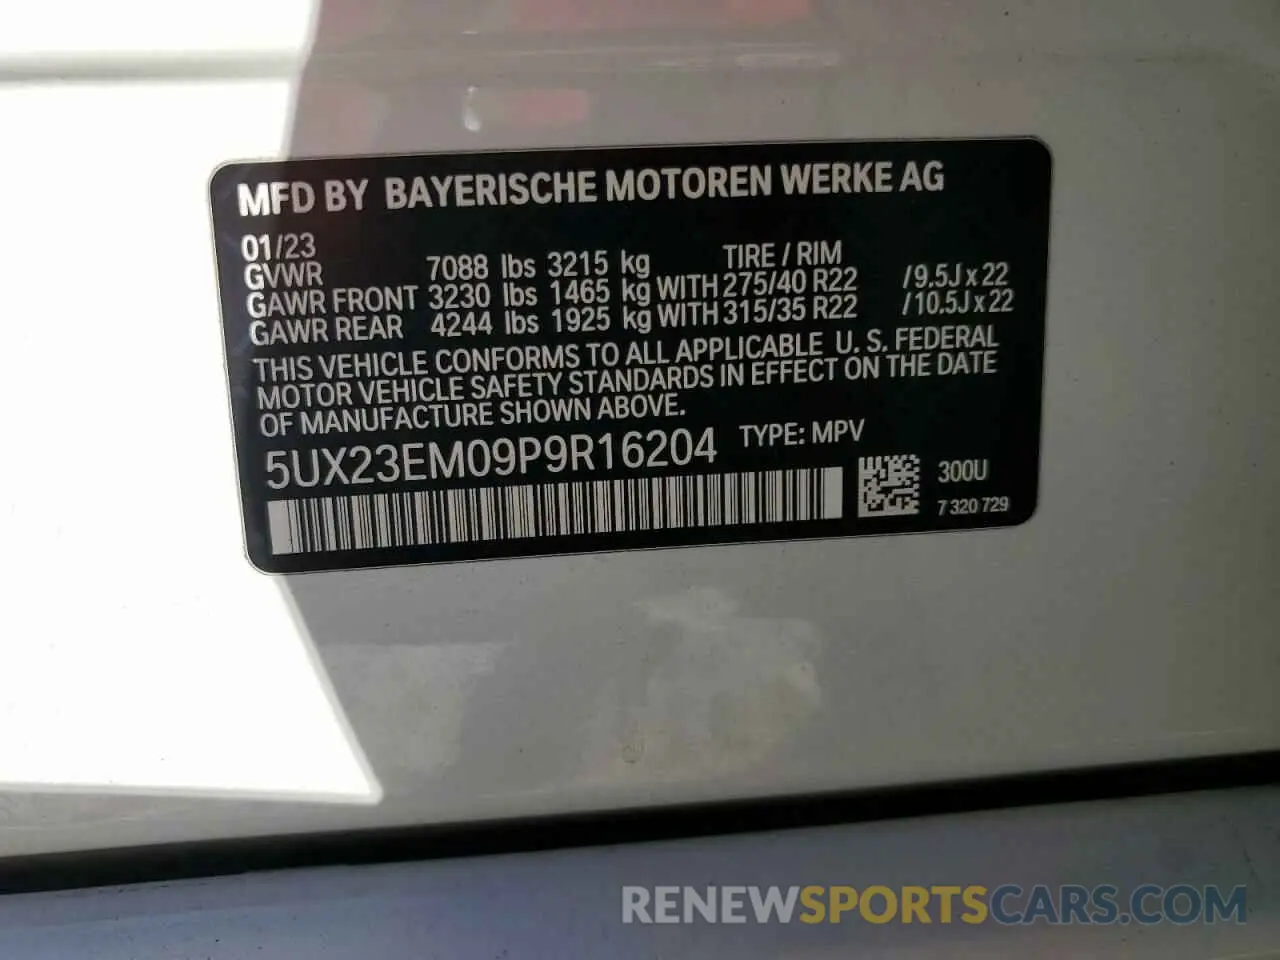 MFD BY BAYERISCHE MOTOREN WERKE AG
01/23
GVWR 7088 lbs 3215 kg TIRE / RIM
GAWR FRONT 3230 lbs 1465 kg WITH 275/40 R22 /9.5J x 22
GAWR REAR 4244 lbs 1925 kg WITH 315/35 R22 /10.5J x 22
THIS VEHICLE CONFORMS TO ALL APPLICABLE U. S. FEDERAL
MOTOR VEHICLE SAFETY STANDARDS IN EFFECT ON THE DATE
OF MANUFACTURE SHOWN ABOVE.
5UX23EM09P9R16204 TYPE: MPV
300U
7 320 729
RENEWSPORTSCARS.COM